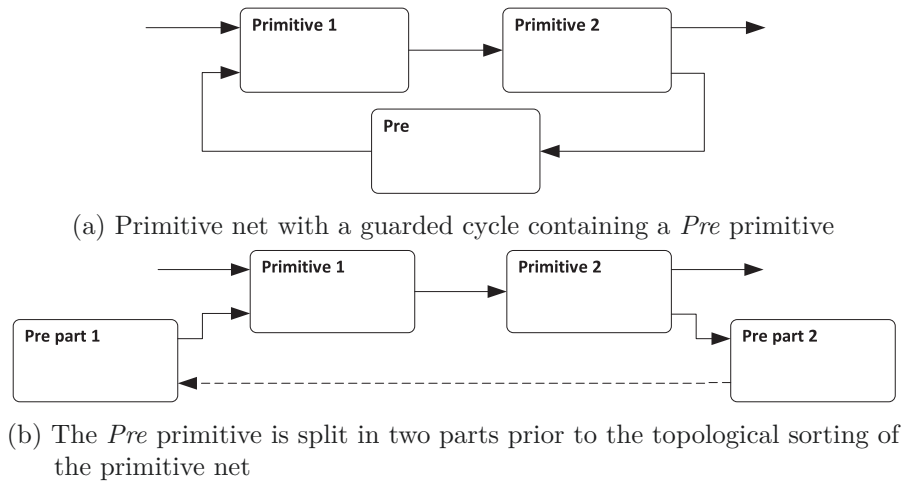 Primitive 1
Primitive 2
Pre
(a) Primitive net with a guarded cycle containing a Pre primitive
Primitive 1
Primitive 2
Pre part 1
Pre part 2
(b) The Pre primitive is split in two parts prior to the topological sorting of
the primitive net